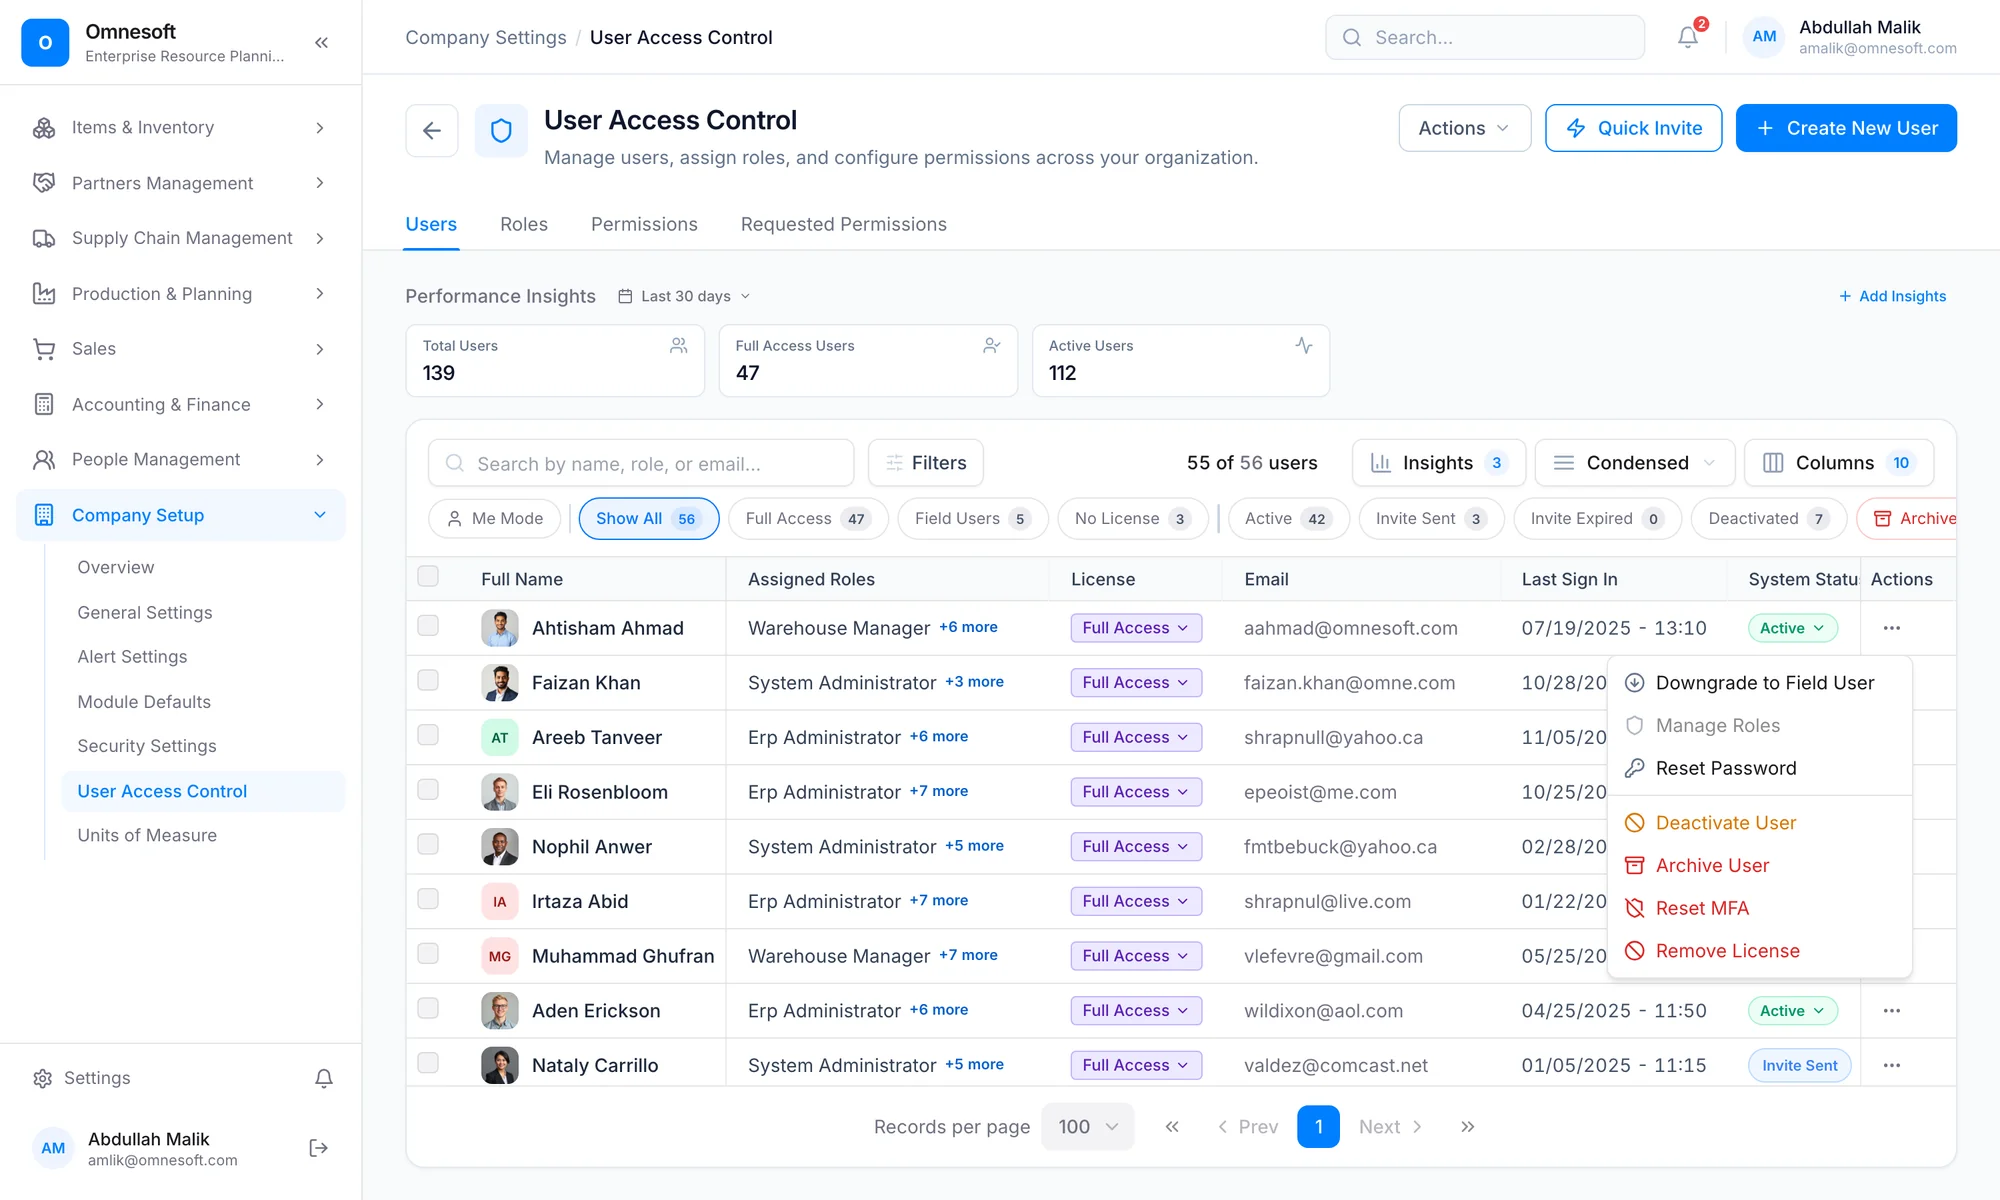 O
Omnesoft
Enterprise Resource Planni...
Items & Inventory
Partners Management
Supply Chain Management
Production & Planning
Sales
Accounting & Finance
People Management
Company Setup
Overview
General Settings
Alert Settings
Module Defaults
Security Settings
User Access Control
Units of Measure
Settings
AM
Abdullah Malik
amlik@omnesoft.com
Company Settings / User Access Control
Search...
2
AM
Abdullah Malik
amalik@omnesoft.com
User Access Control
Manage users, assign roles, and configure permissions across your organization.
Actions
Quick Invite
Create New User
Users Roles Permissions Requested Permissions
Performance Insights Last 30 days
+ Add Insights
Total Users
139
Full Access Users
47
Active Users
112
Search by name, role, or email...
Filters
55 of 56 users
Insights 3
Condensed
Columns 10
Me Mode
Show All 56
Full Access 47
Field Users 5
No License 3
Active 42
Invite Sent 3
Invite Expired 0
Deactivated 7
Archive
Full Name Assigned Roles License Email Last Sign In System Statu Actions
Ahtisham Ahmad Warehouse Manager +6 more Full Access aahmad@omnesoft.com 07/19/2025 - 13:10 Active
Faizan Khan System Administrator +3 more Full Access faizan.khan@omne.com 10/28/20
AT Areeb Tanveer Erp Administrator +6 more Full Access shrapnull@yahoo.ca 11/05/20
Eli Rosenbloom Erp Administrator +7 more Full Access epeoist@me.com 10/25/20
Nophil Anwer System Administrator +5 more Full Access fmtbebuck@yahoo.ca 02/28/20
IA Irtaza Abid Erp Administrator +7 more Full Access shrapnul@live.com 01/22/20
MG Muhammad Ghufran Warehouse Manager +7 more Full Access vlefevre@gmail.com 05/25/20
Aden Erickson Erp Administrator +6 more Full Access wildixon@aol.com 04/25/2025 - 11:50 Active
Nataly Carrillo System Administrator +5 more Full Access valdez@comcast.net 01/05/2025 - 11:15 Invite Sent
Downgrade to Field User
Manage Roles
Reset Password
Deactivate User
Archive User
Reset MFA
Remove License
Records per page 100 Prev 1 Next